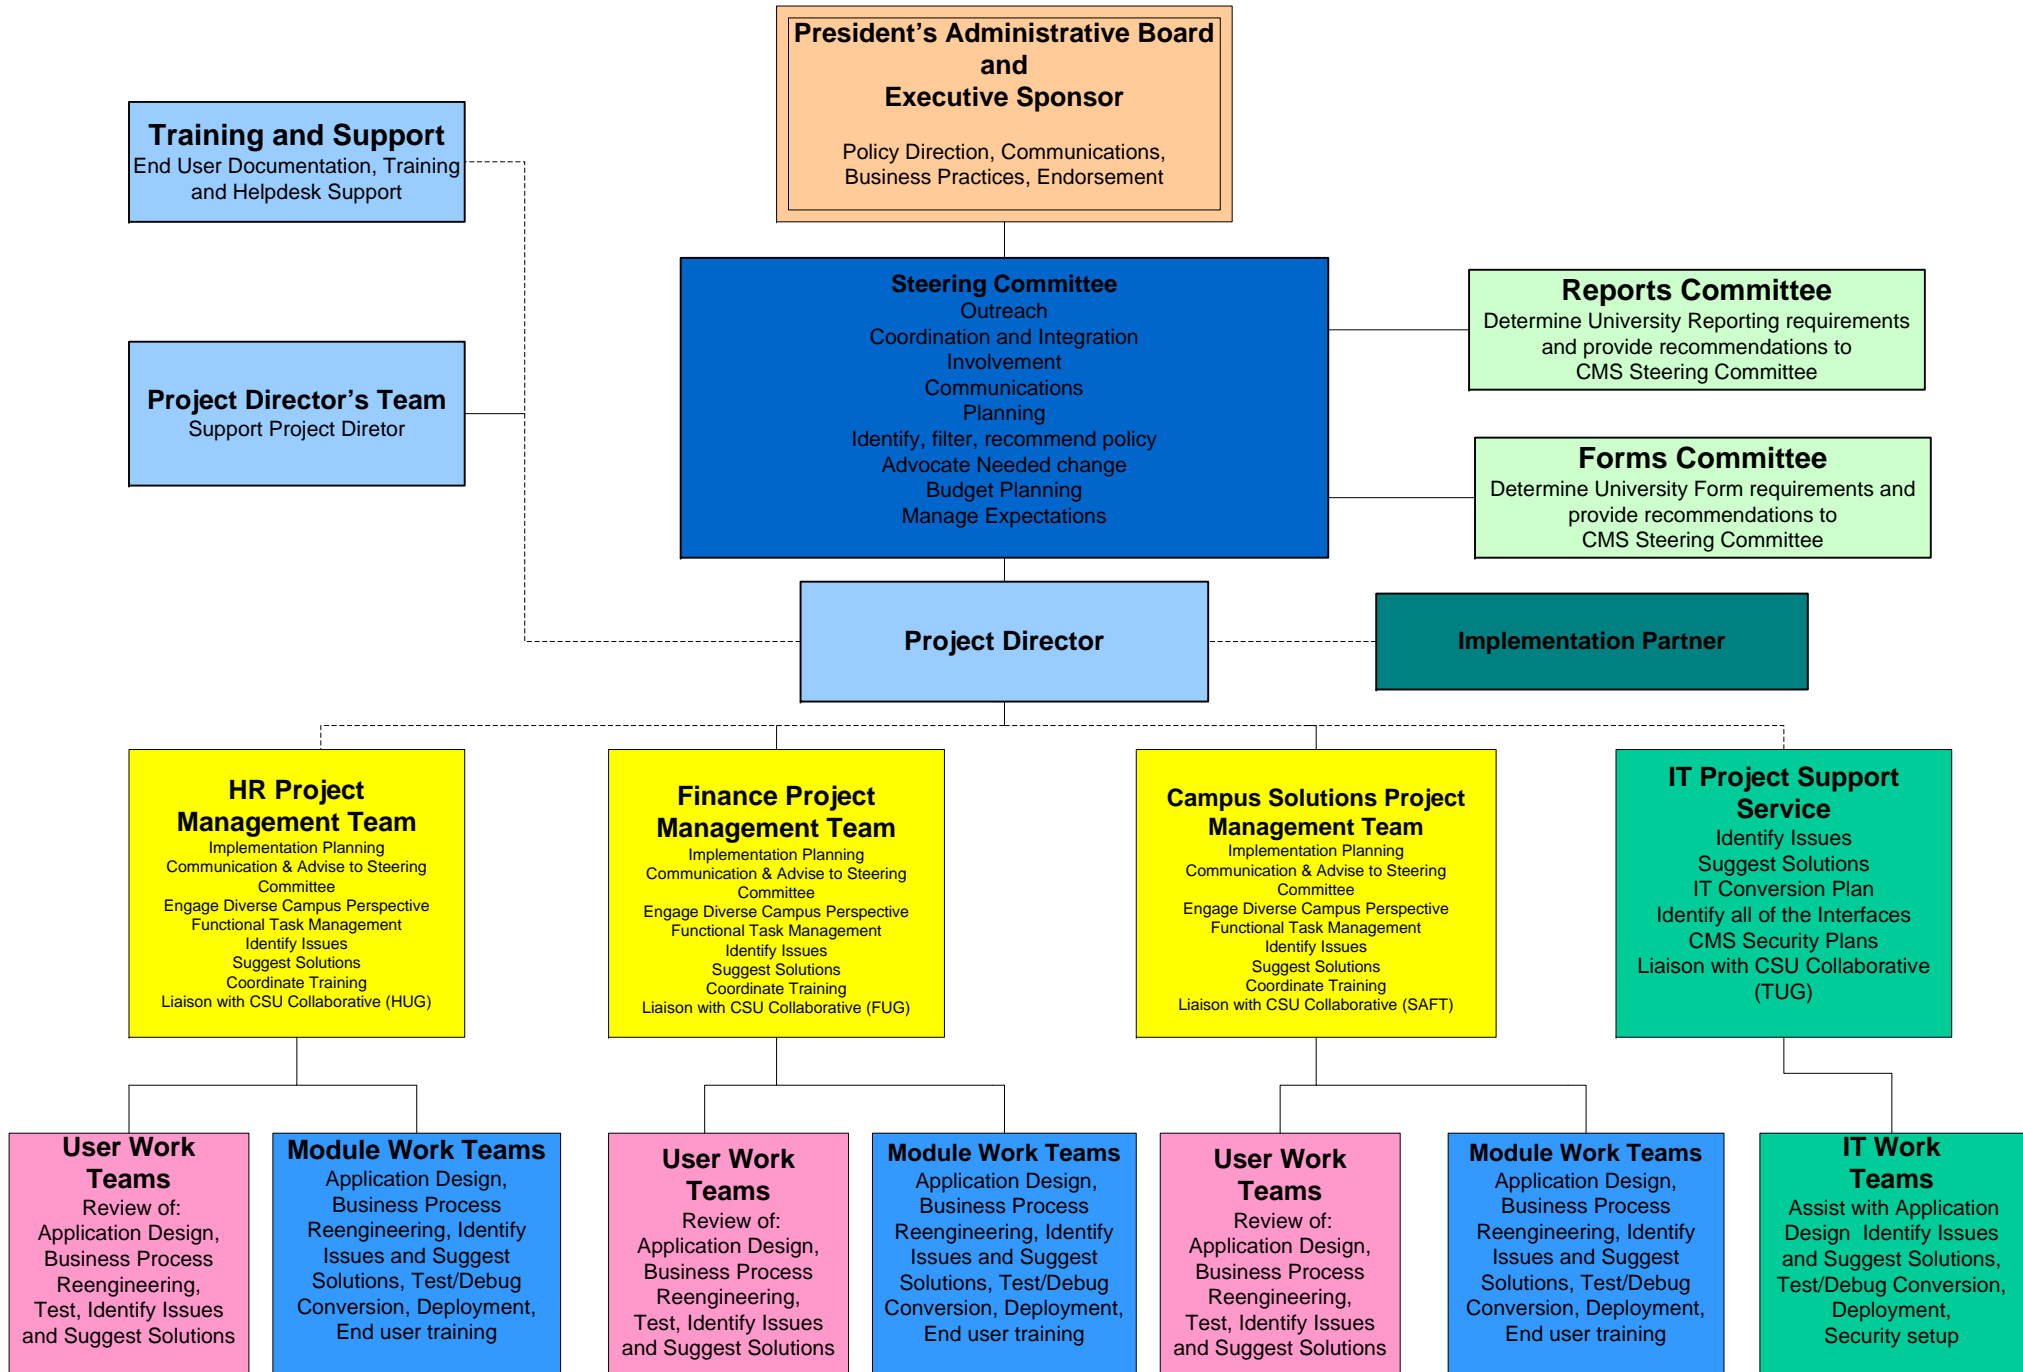 President's Administrative Board
and
Executive Sponsor
Policy Direction, Communications,
Business Practices, Endorsement
Training and Support
End User Documentation, Training
and Helpdesk Support
Steering Committee
Outreach
Coordination and Integration
Involvement
Communications
Planning
Identify, filter, recommend policy
Advocate Needed change
Budget Planning
Manage Expectations
Reports Committee
Determine University Reporting requirements
and provide recommendations to
CMS Steering Committee
Project Director's Team
Support Project Diretor
Forms Committee
Determine University Form requirements and
provide recommendations to
CMS Steering Committee
Project Director
Implementation Partner
HR Project
Management Team
Implementation Planning
Communication & Advise to Steering
Committee
Engage Diverse Campus Perspective
Functional Task Management
Identify Issues
Suggest Solutions
Coordinate Training
Liaison with CSU Collaborative (HUG)
Finance Project
Management Team
Implementation Planning
Communication & Advise to Steering
Committee
Engage Diverse Campus Perspective
Functional Task Management
Identify Issues
Suggest Solutions
Coordinate Training
Liaison with CSU Collaborative (FUG)
Campus Solutions Project
Management Team
Implementation Planning
Communication & Advise to Steering
Committee
Engage Diverse Campus Perspective
Functional Task Management
Identify Issues
Suggest Solutions
Coordinate Training
Liaison with CSU Collaborative (SAFT)
IT Project Support
Service
Identify Issues
Suggest Solutions
IT Conversion Plan
Identify all of the Interfaces
CMS Security Plans
Liaison with CSU Collaborative
(TUG)
User Work
Teams
Review of:
Application Design,
Business Process
Reengineering,
Test, Identify Issues
and Suggest Solutions
Module Work Teams
Application Design,
Business Process
Reengineering, Identify
Issues and Suggest
Solutions, Test/Debug
Conversion, Deployment,
End user training
User Work
Teams
Review of:
Application Design,
Business Process
Reengineering,
Test, Identify Issues
and Suggest Solutions
Module Work Teams
Application Design,
Business Process
Reengineering, Identify
Issues and Suggest
Solutions, Test/Debug
Conversion, Deployment,
End user training
User Work
Teams
Review of:
Application Design,
Business Process
Reengineering,
Test, Identify Issues
and Suggest Solutions
Module Work Teams
Application Design,
Business Process
Reengineering, Identify
Issues and Suggest
Solutions, Test/Debug
Conversion, Deployment,
End user training
IT Work
Teams
Assist with Application
Design  Identify Issues
and Suggest Solutions,
Test/Debug Conversion,
Deployment,
Security setup